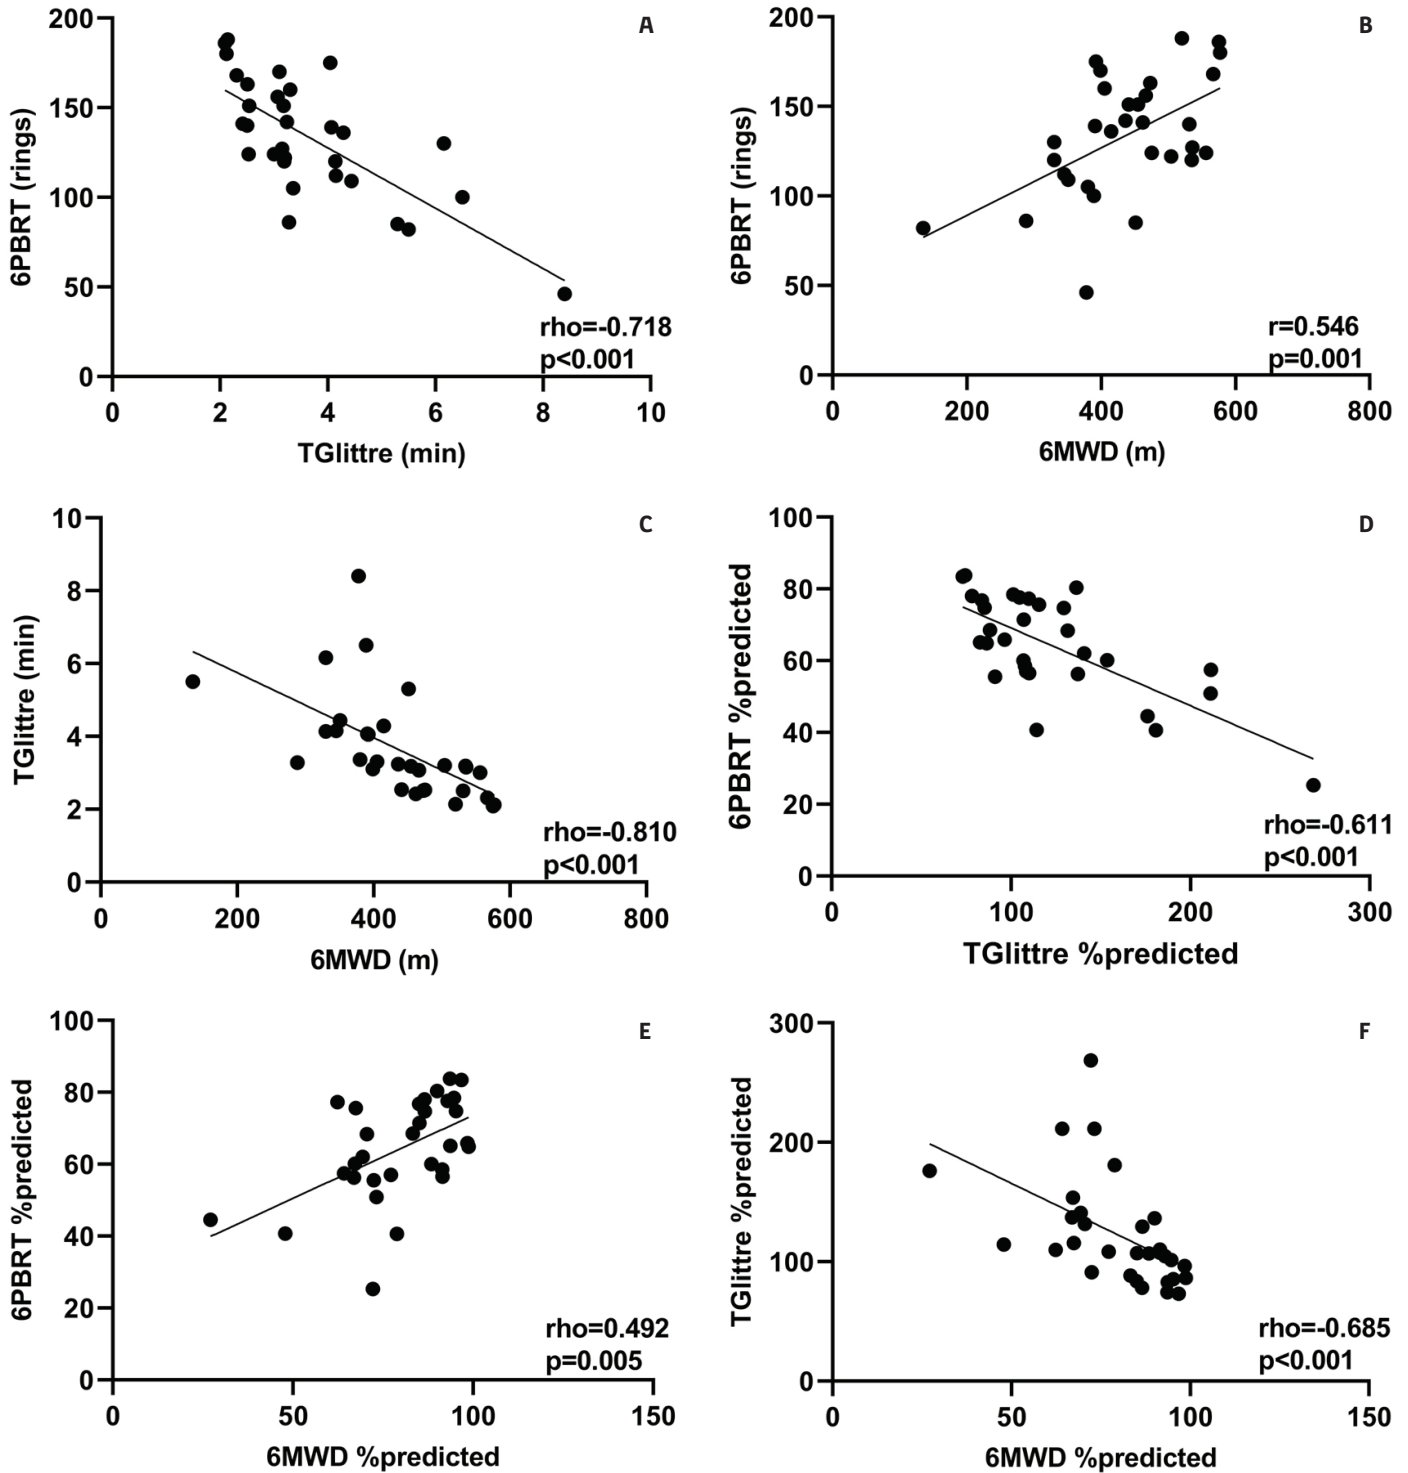 A
200
150
100
50
0
6PBRT (rings)
rho=-0.718
p<0.001
0 2 4 6 8 10
TGlittre (min)
B
200
150
100
50
0
6PBRT (rings)
r=0.546
p=0.001
0 200 400 600 800
6MWD (m)
C
10
8
6
4
2
0
TGlittre (min)
rho=-0.810
p<0.001
0 200 400 600 800
6MWD (m)
D
100
80
60
40
20
0
6PBRT %predicted
rho=-0.611
p<0.001
0 100 200 300
TGlittre %predicted
E
100
80
60
40
20
0
6PBRT %predicted
rho=0.492
p=0.005
0 50 100 150
6MWD %predicted
F
300
200
100
0
TGlittre %predicted
rho=-0.685
p<0.001
0 50 100 150
6MWD %predicted